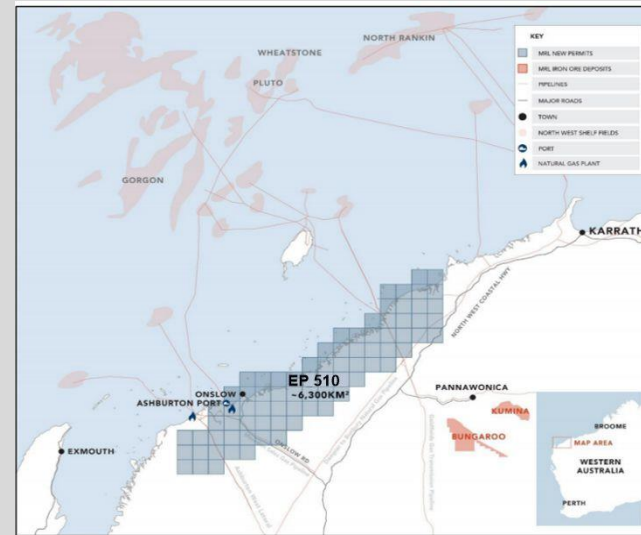 NORTH RANKIN
WHEATSTONE
PLUTO
GORGON
KEY
MRL NEW PERMITS
MRL IRON ORE DEPOSITS
PIPELINES
MAJOR ROADS
TOWN
NORTH WEST SHELF FIELDS
PORT
NATURAL GAS PLANT
KARRATH
NORTH WEST COASTAL HWY
EP 510
~6,300KM²
ONSLOW
ASHBURTON PORT
ONSLOW RD
EXMOUTH
PANNAWONICA
KUMINA
BUNGAROO
BROOME
MAP AREA
WESTERN
AUSTRALIA
PERTH